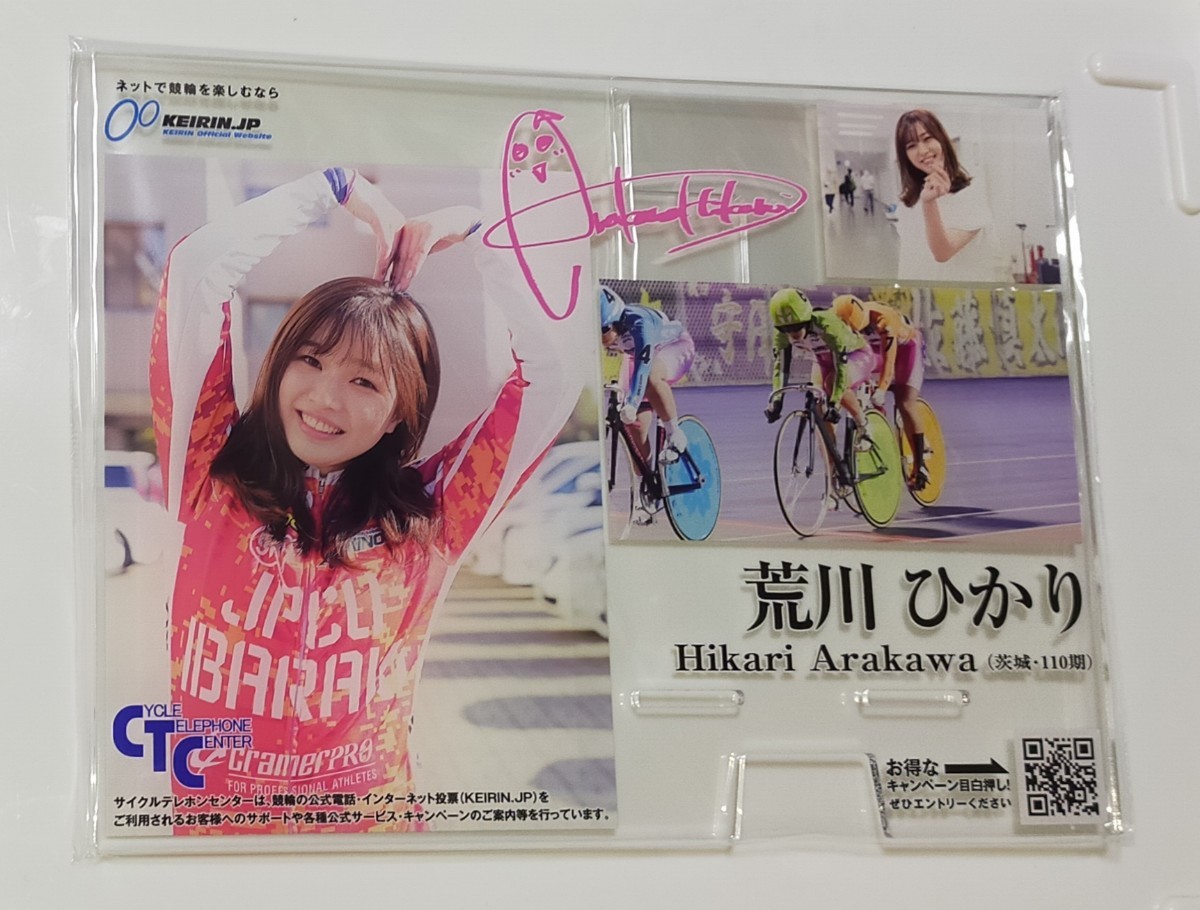 ネットで競輪を楽しむなら
KEIRIN.JP
KEIRIN Official Website
4
JPCU
IBARAKI
cramerPRO
FOR PROFESSIONAL ATHLETES
CYCLE
TELEPHONE
CENTER
サイクルテレホンセンターは、競輪の公式電話・インターネット投票(KEIRIN.JP)を
ご利用されるお客様へのサポートや各種公式サービス・キャンペーンのご案内等を行っています。
荒川 ひかり
Hikari Arakawa (茨城・110期)
お得な
キャンペーン目白押し!
ぜひエントリーください